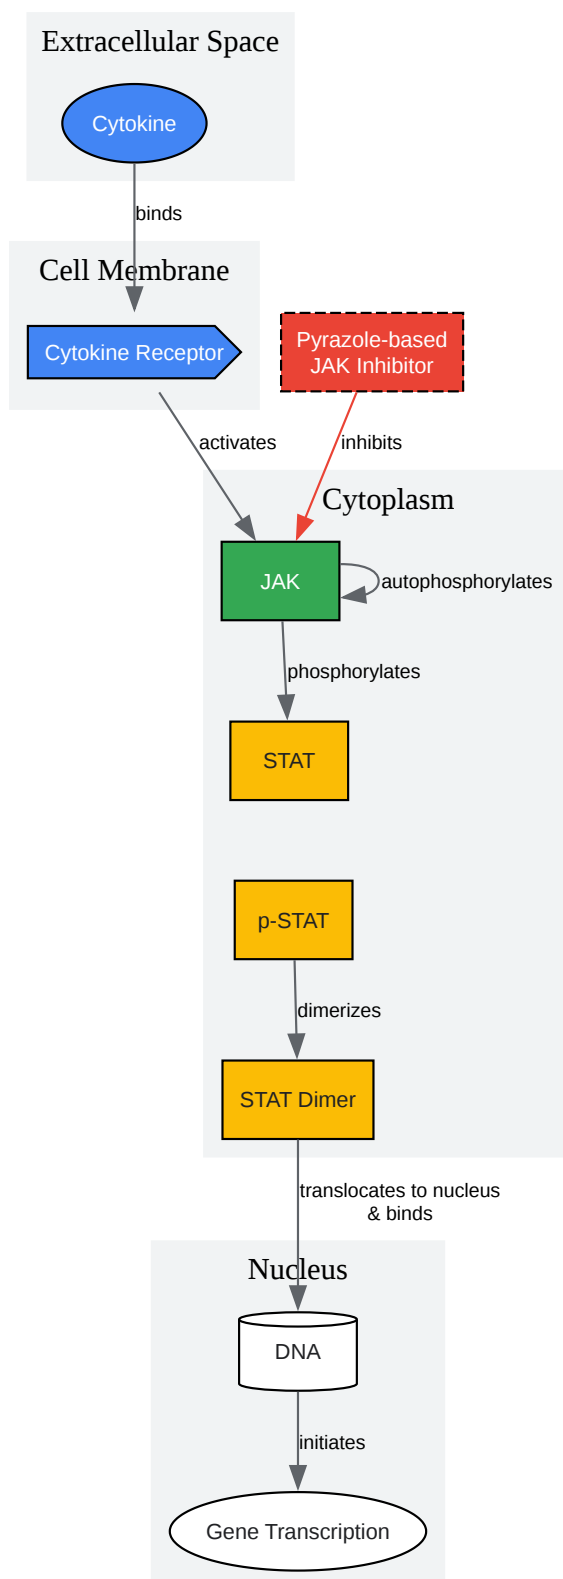 Extracellular Space
Cytokine
binds
Cell Membrane
Cytokine Receptor
Pyrazole-based
JAK Inhibitor
activates
inhibits
Cytoplasm
JAK
autophosphorylates
phosphorylates
STAT
p-STAT
dimerizes
STAT Dimer
translocates to nucleus
& binds
Nucleus
DNA
initiates
Gene Transcription